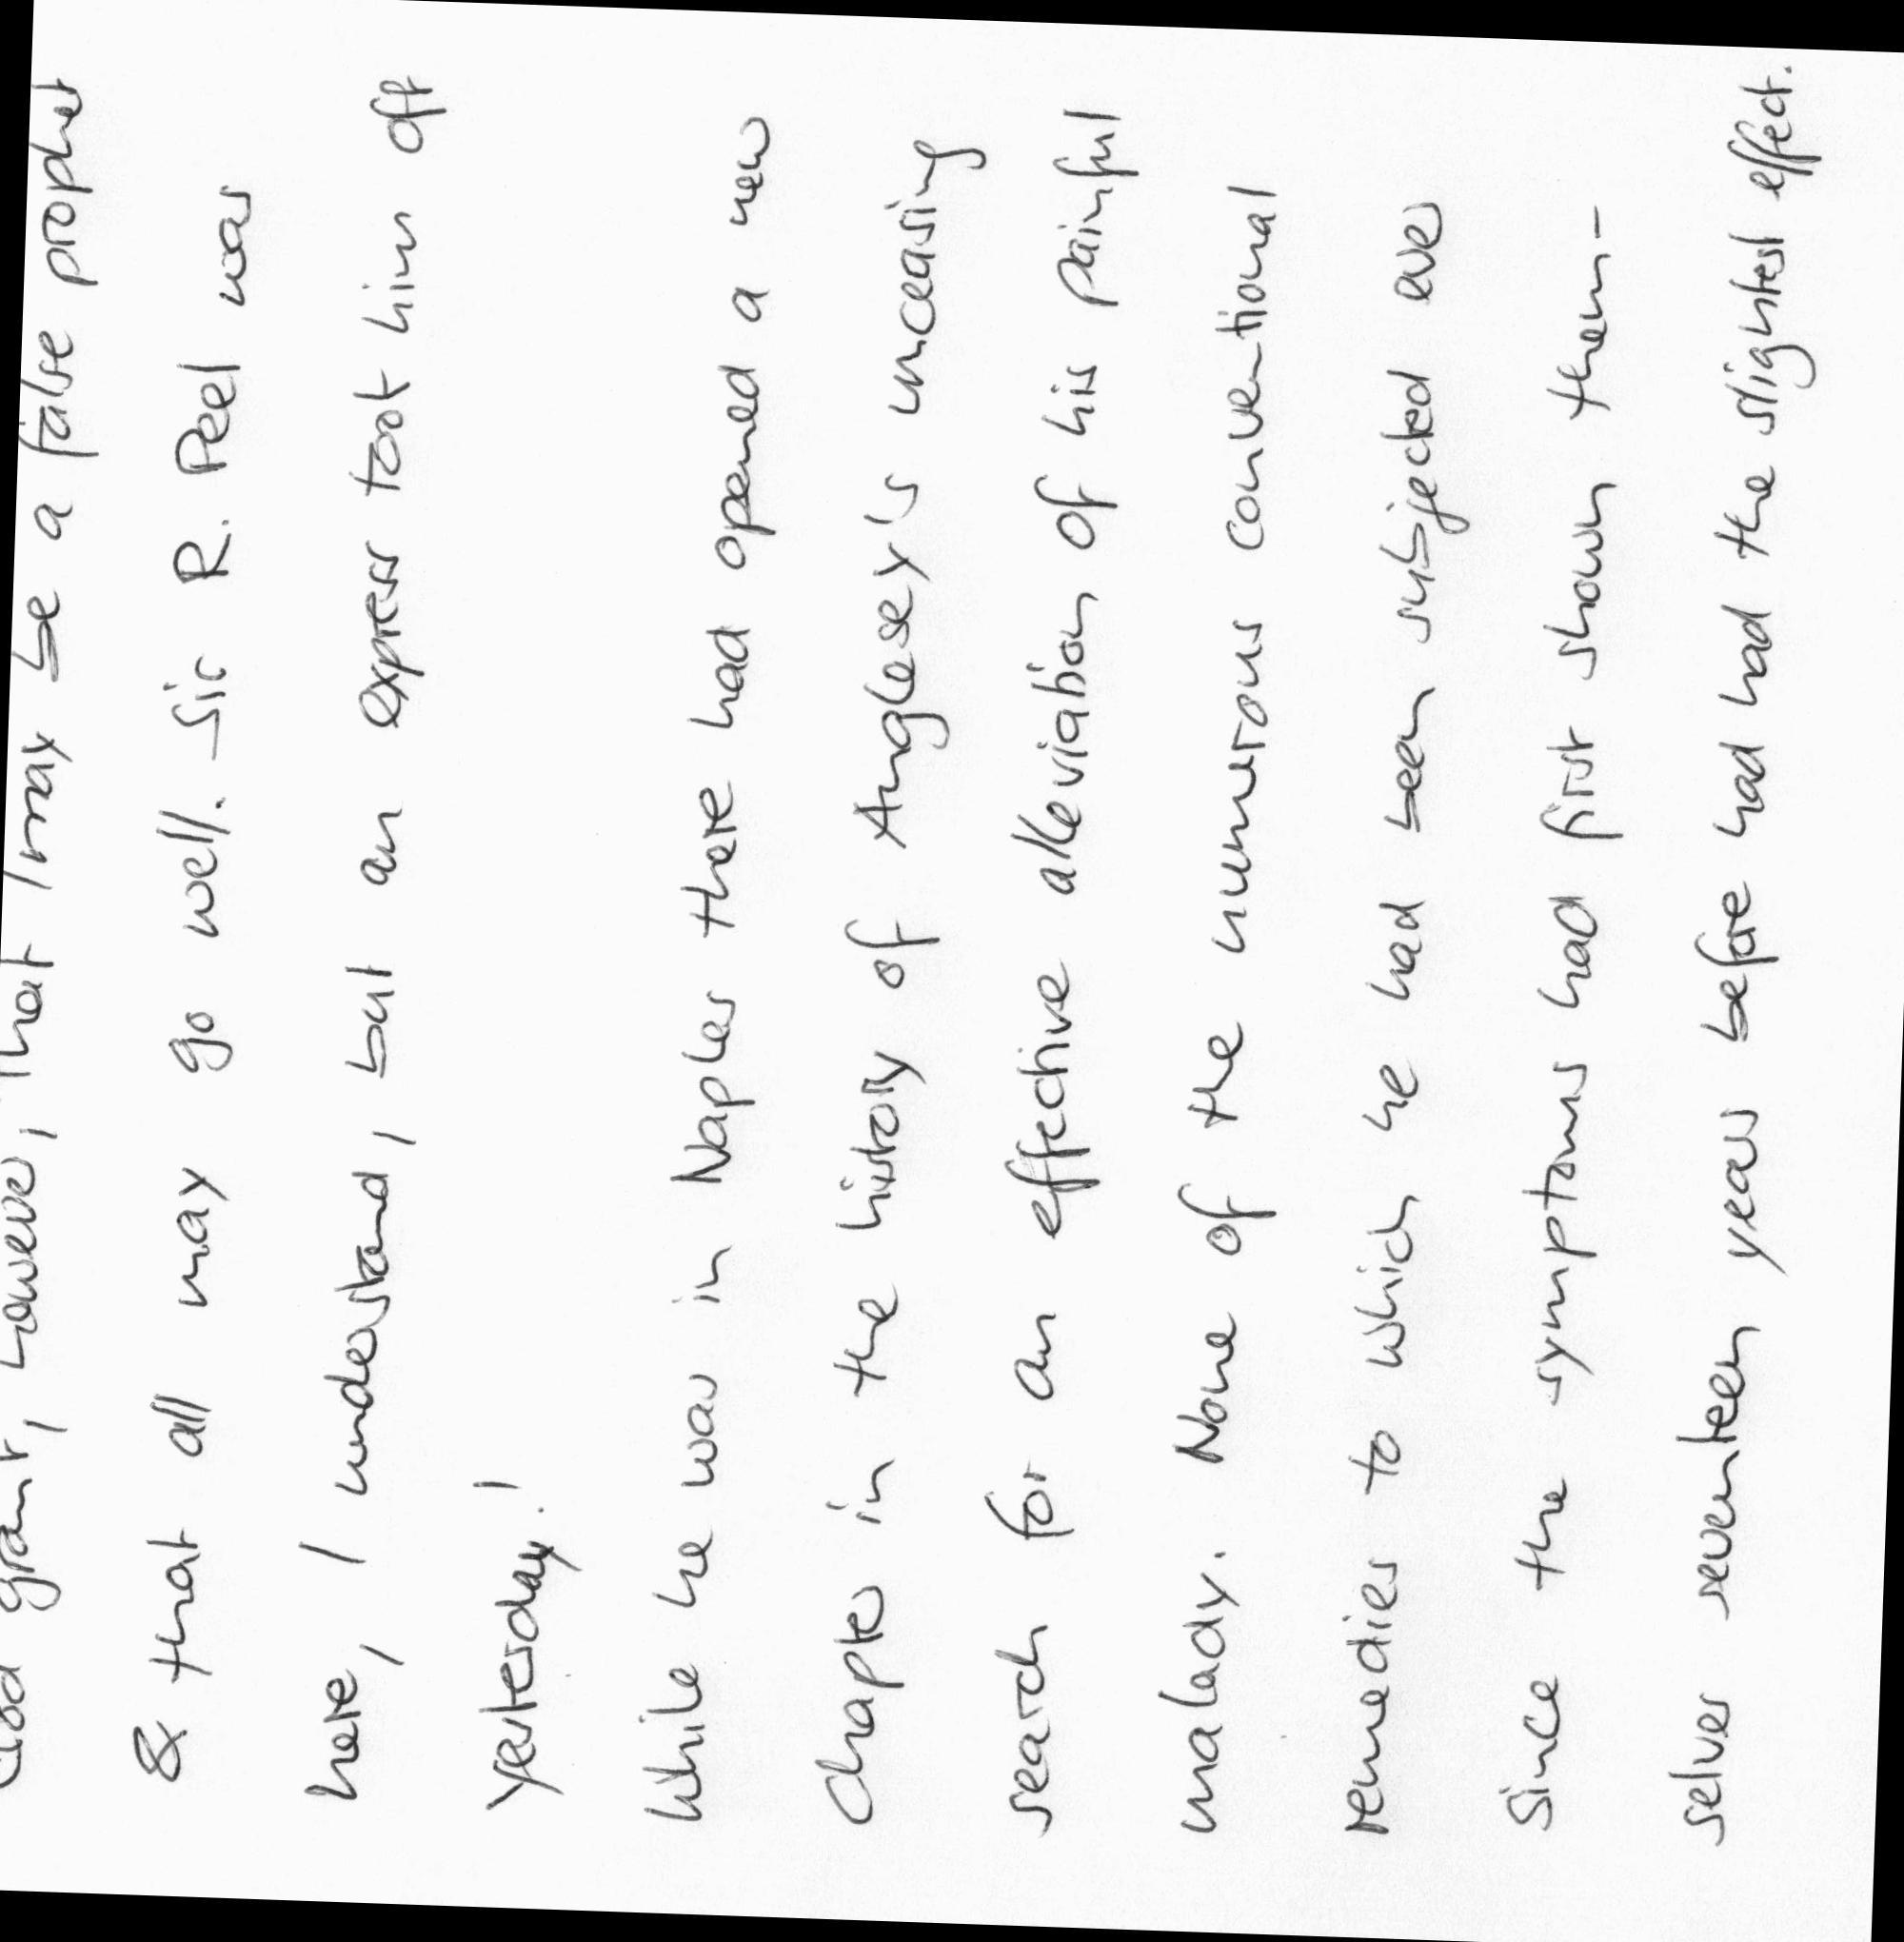 God grant, however, that I may be a false prophet
& that all may go well. Sir R. Peel was
here, I understand, but an express took him off
yesterday!
While he was in Naples there had opened a new
chapter in the history of Anglesey's unceasing
search for an effective alleviation of his painful
malady. None of the numerous conventional
remedies to which he had been subjected ever
since the symptoms had first shown them-
selves seventeen years before had had the slightest effect.